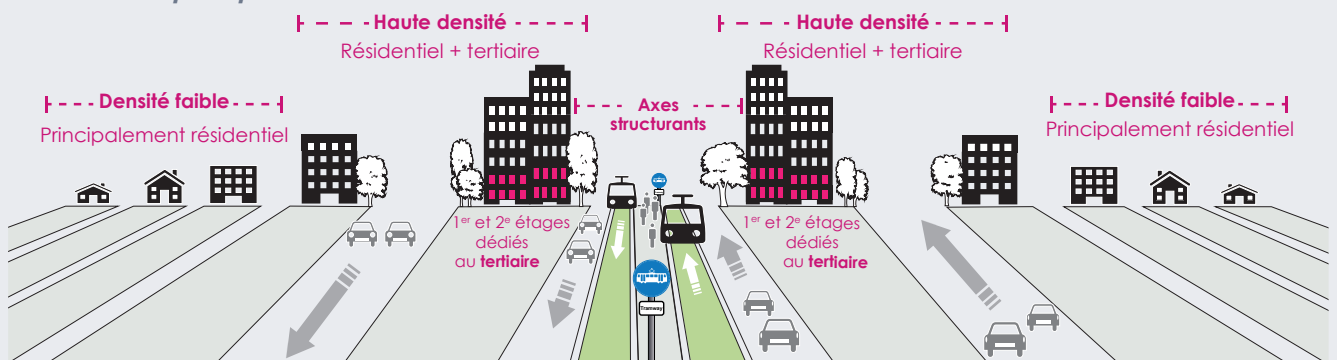 Haute densité
Résidentiel + tertiaire
Haute densité
Résidentiel + tertiaire
Densité faible
Principalement résidentiel
Axes
structurants
Densité faible
Principalement résidentiel
1er et 2e étages
dédiés
au tertiaire
1er et 2e étages
dédiés
au tertiaire
Tramway